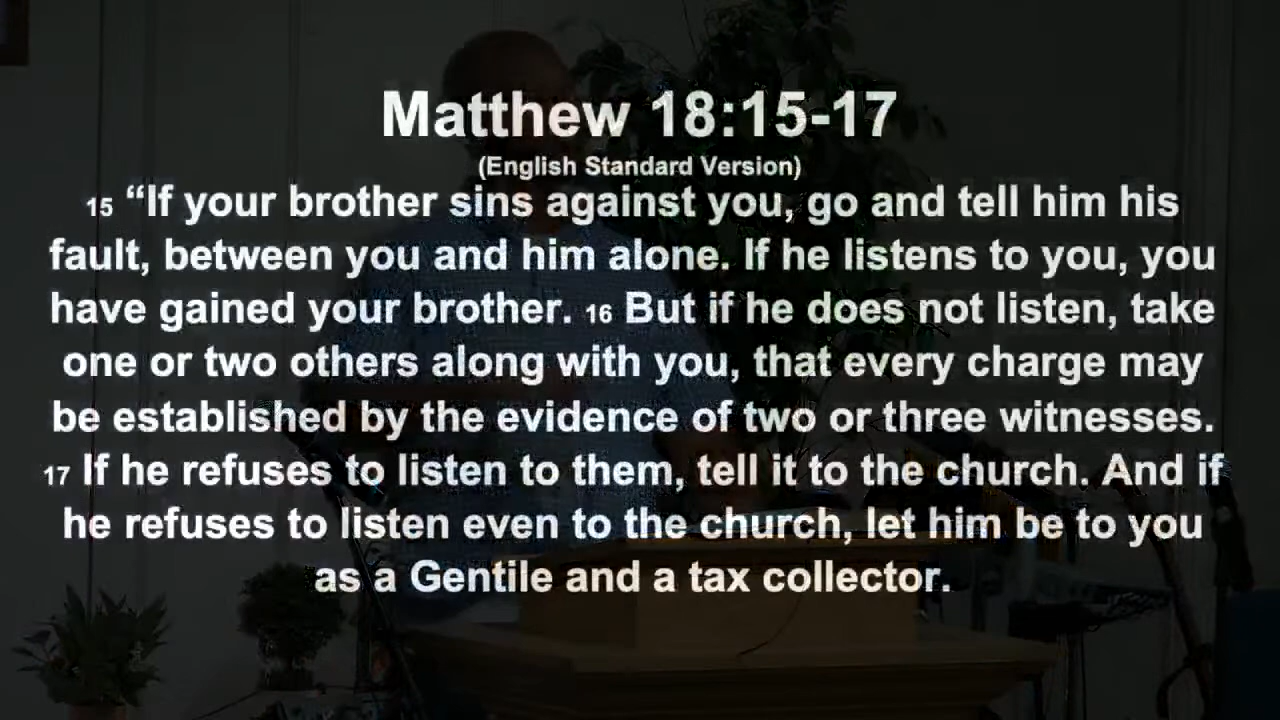 Matthew 18:15-17
(English Standard Version)
15 “If your brother sins against you, go and tell him his
fault, between you and him alone. If he listens to you, you
have gained your brother. 16 But if he does not listen, take
one or two others along with you, that every charge may
be established by the evidence of two or three witnesses.
17 If he refuses to listen to them, tell it to the church. And if
he refuses to listen even to the church, let him be to you
as a Gentile and a tax collector.